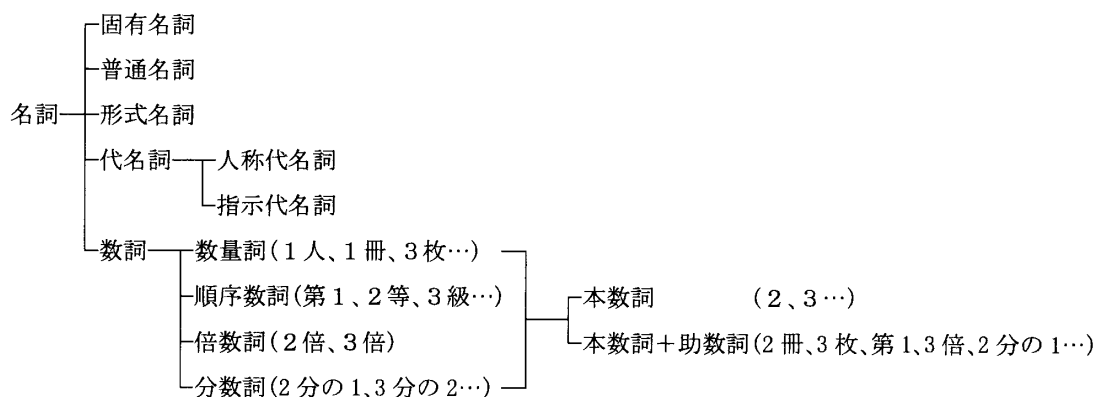 固有名詞
普通名詞
名詞 形式名詞
代名詞 人称代名詞
指示代名詞
数詞 数量詞(1人、1冊、3枚…)
順序数詞(第1、2等、3級…) 本数詞 (2、3…)
倍数詞(2倍、3倍) 本数詞+助数詞(2冊、3枚、第1、3倍、2分の1…)
分数詞(2分の1、3分の2…)